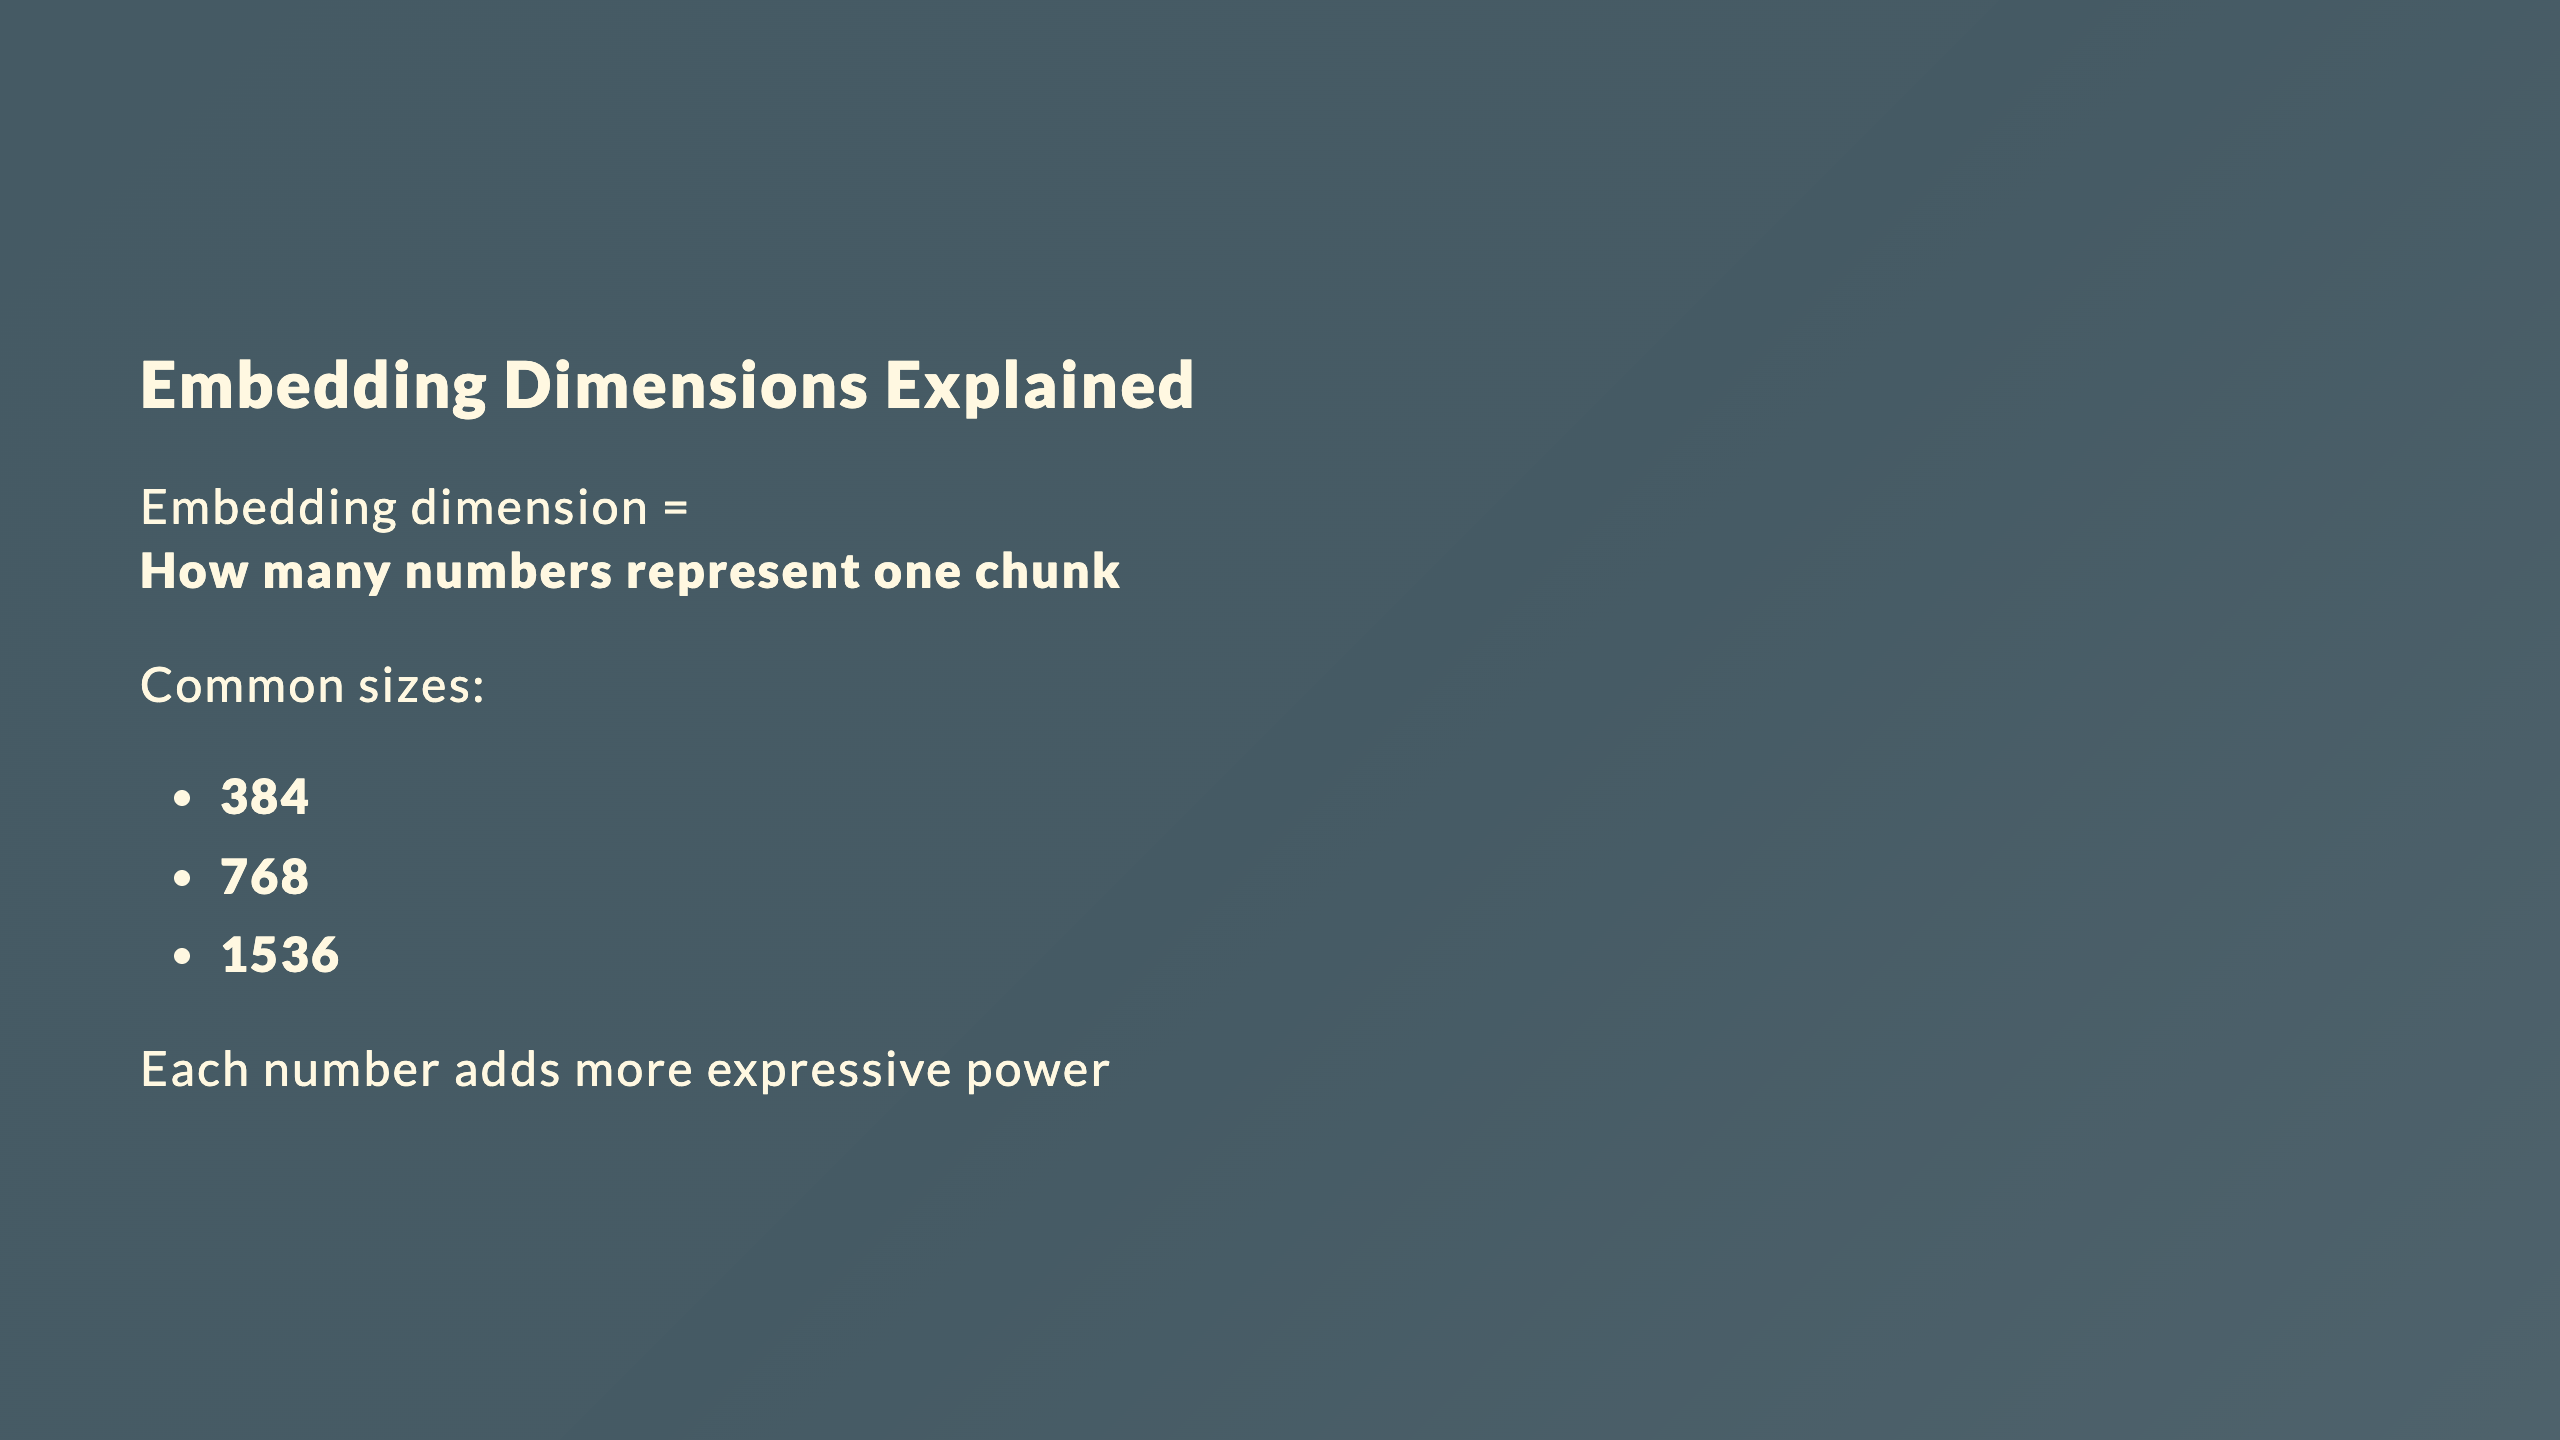 Embedding Dimensions Explained
Embedding dimension =
How many numbers represent one chunk
Common sizes:
• 384
• 768
• 1536
Each number adds more expressive power